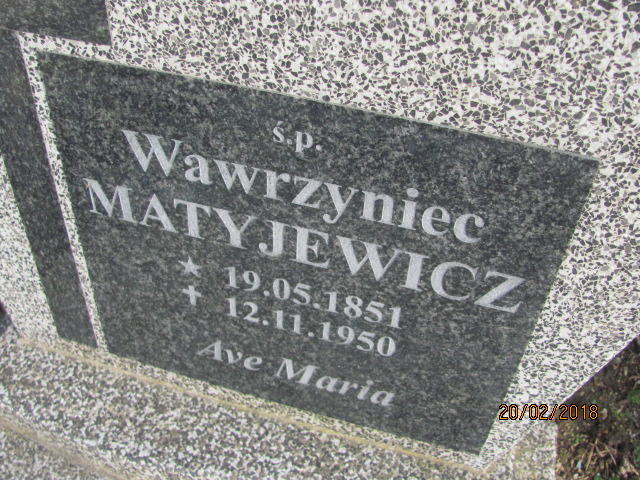 ś.p.
Wawrzyniec
MATYJEWICZ
★ 19.05.1851
✝ 12.11.1950
Ave Maria
20/02/2018